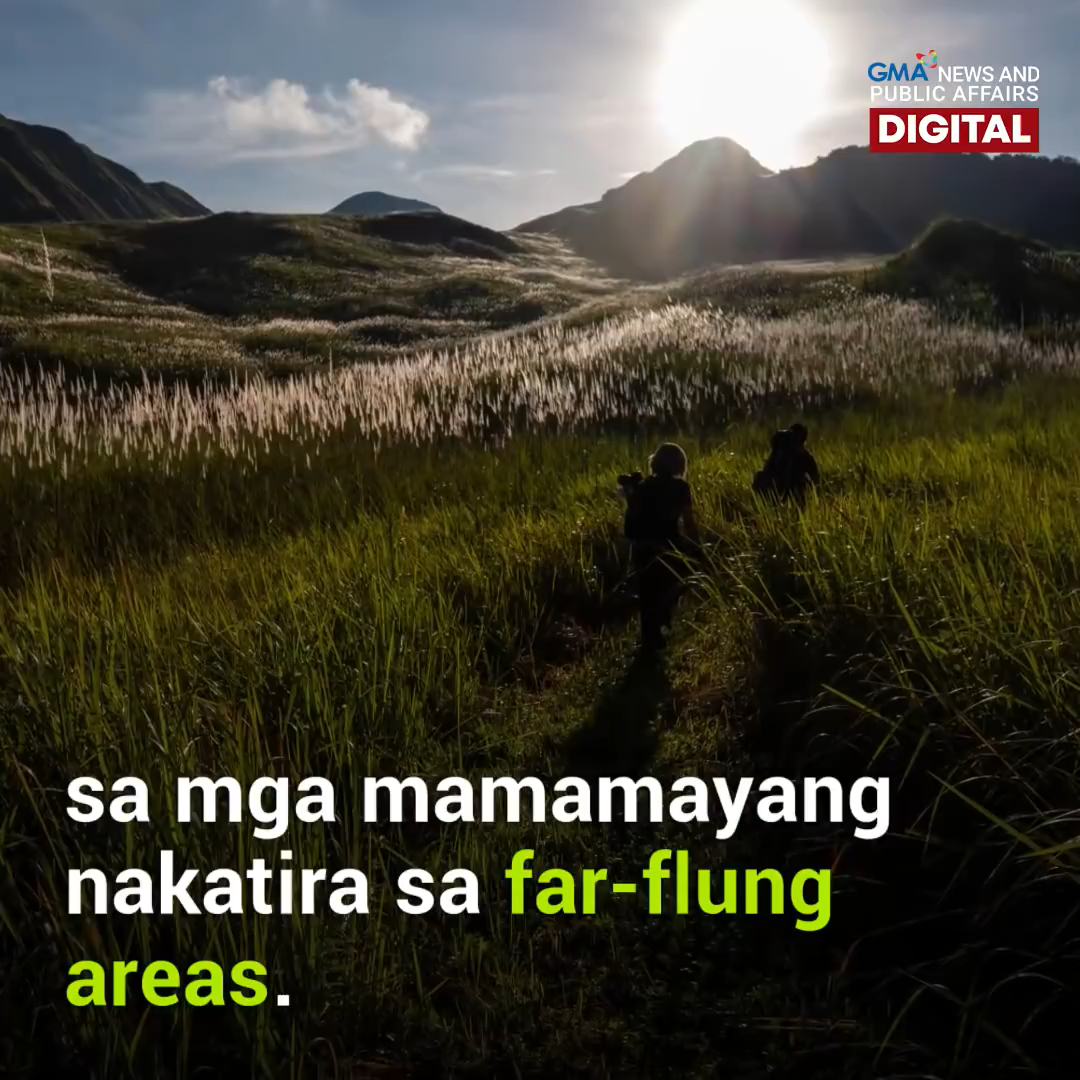 GMA NEWS AND
PUBLIC AFFAIRS
DIGITAL
sa mga mamamayang
nakatira sa far-flung
areas.